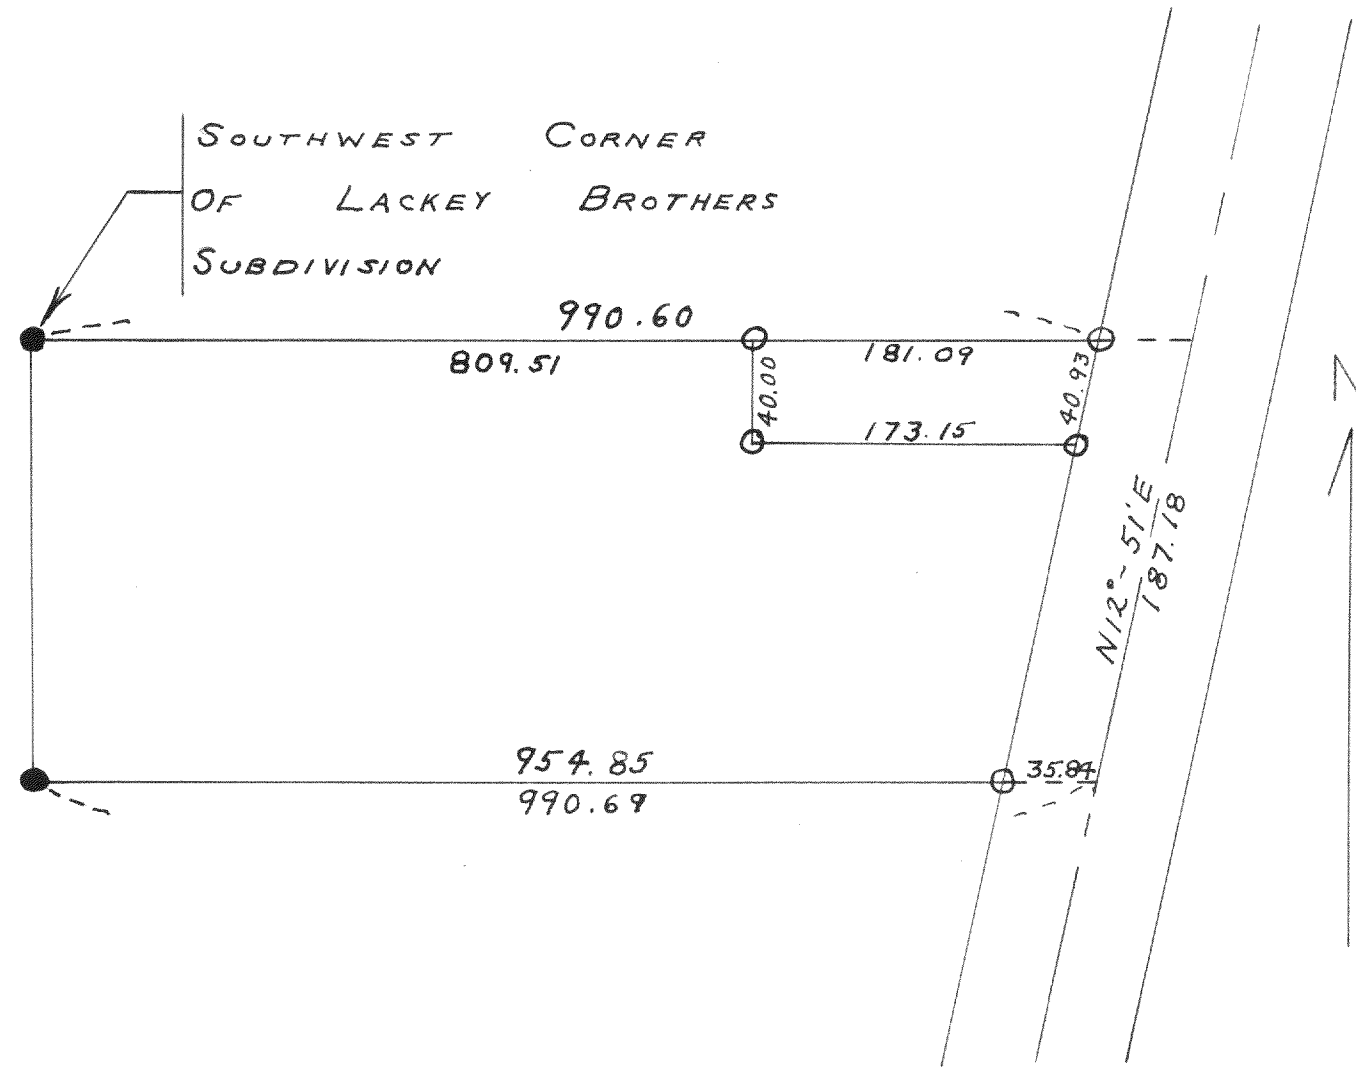 SOUTHWEST CORNER
OF LACKEY BROTHERS
SUBDIVISION
990.60
809.51
181.09
40.00
40.93
173.15
N12°-51'E
187.18
954.85
35.84
990.69
N